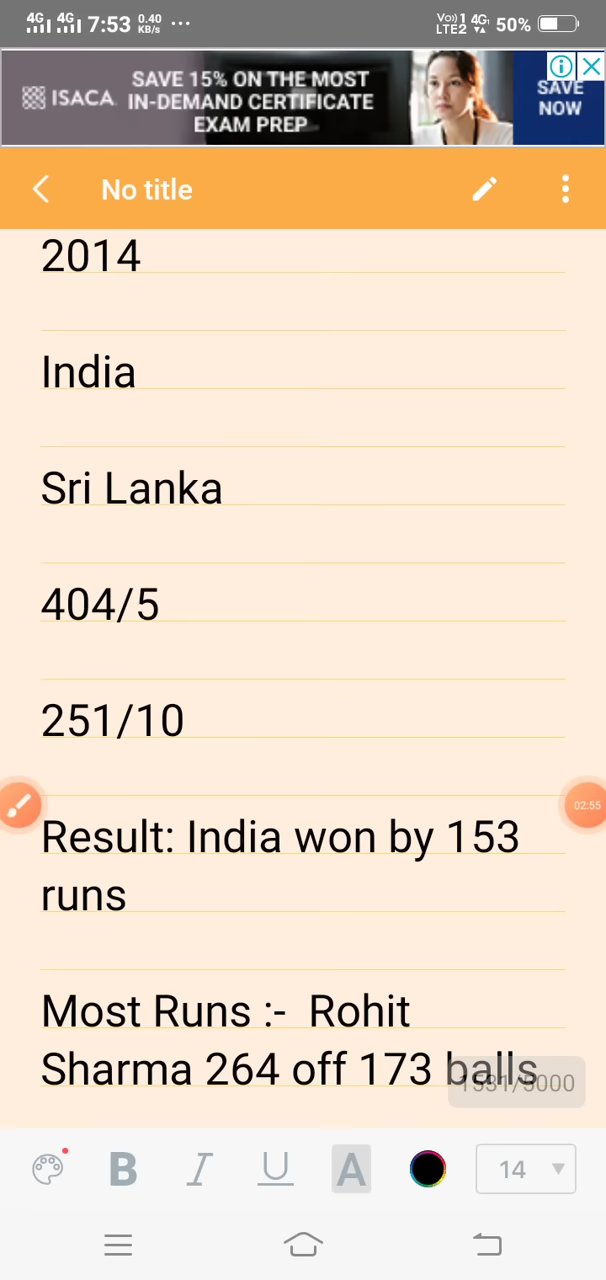 4G 4G 7:53 0.40 KB/s ... Vo)) 1 4G LTE2 50%
ISACA SAVE 15% ON THE MOST IN-DEMAND CERTIFICATE EXAM PREP SAVE NOW
No title
2014
India
Sri Lanka
404/5
251/10
02:55
Result: India won by 153
runs
Most Runs :- Rohit
Sharma 264 off 173 balls
1531/5000
B I U A 14